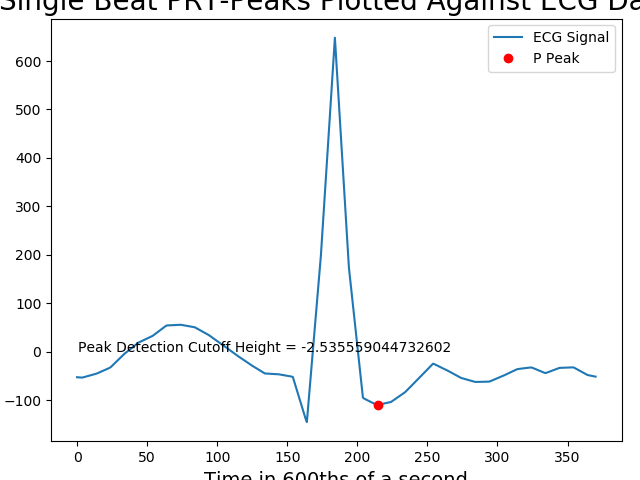 Single Beat PRT-Peaks Plotted Against ECG Da
ECG Signal
P Peak
600
500
400
300
200
100
0
−100
Peak Detection Cutoff Height = -2.535559044732602
0 50 100 150 200 250 300 350
Time in 600ths of a second